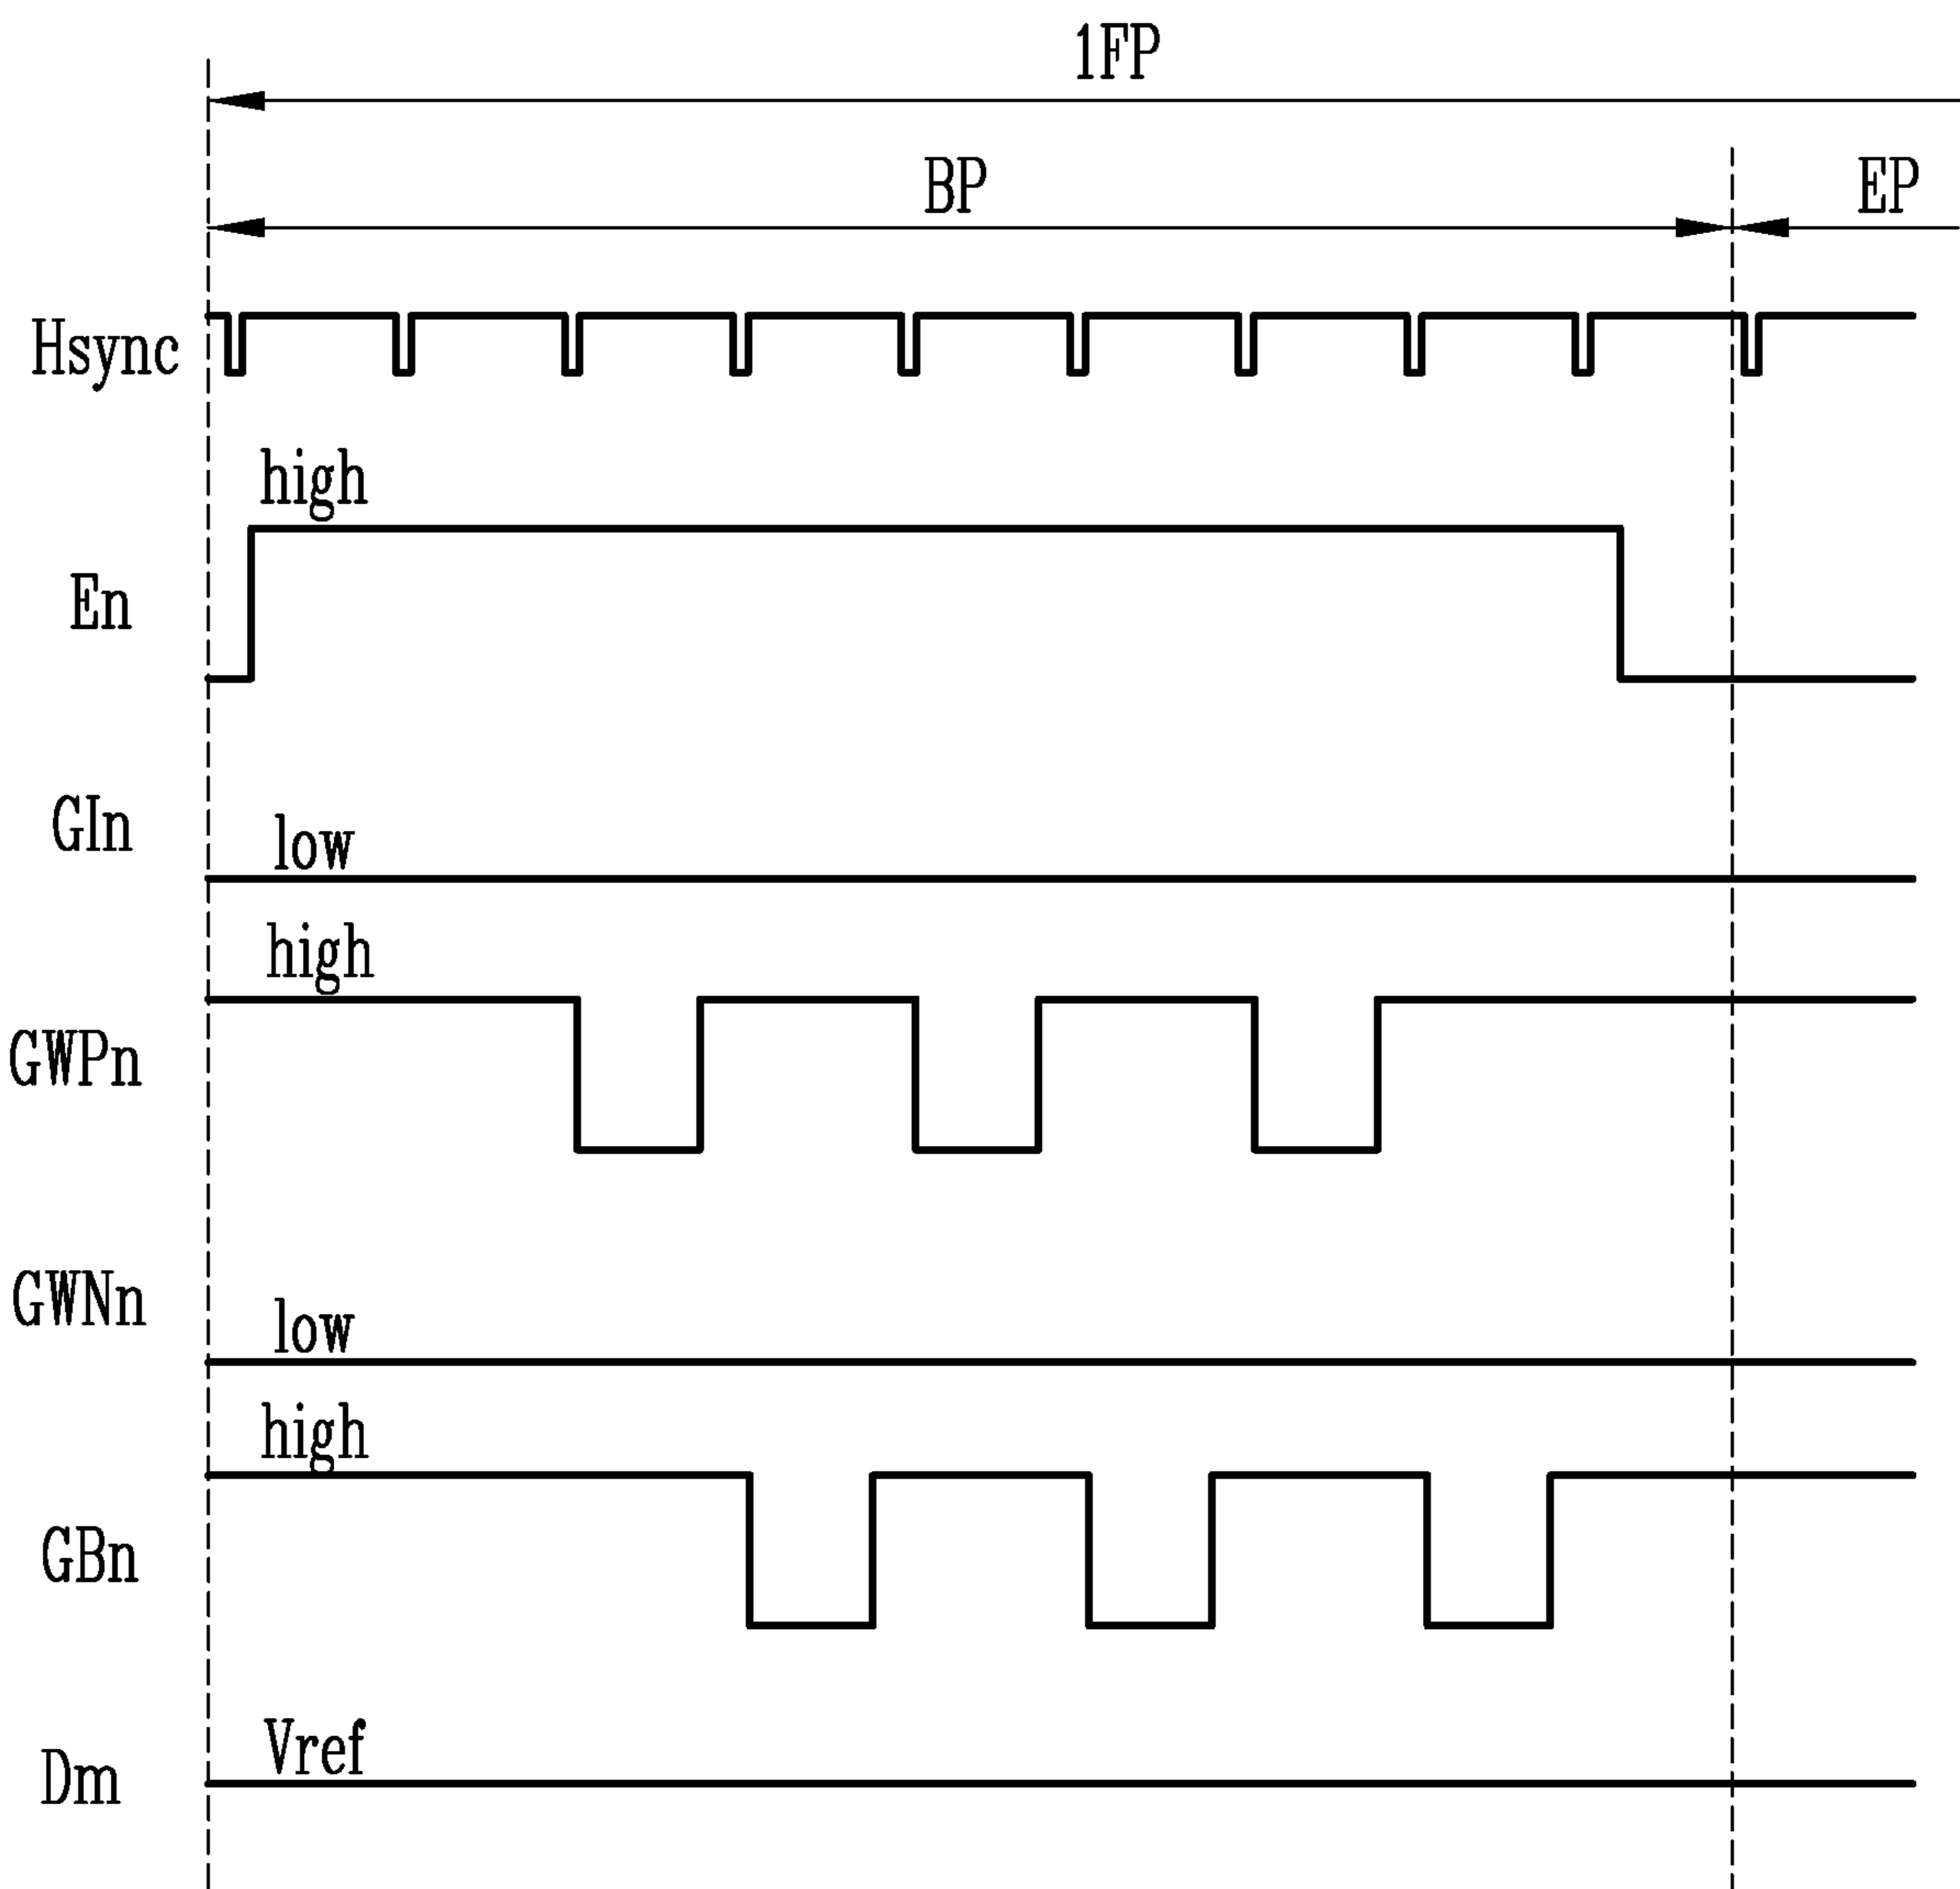 1FP
BP
EP
Hsync
high
En
GIn
low
high
GWPn
GWNn
low
high
GBn
Vref
Dm